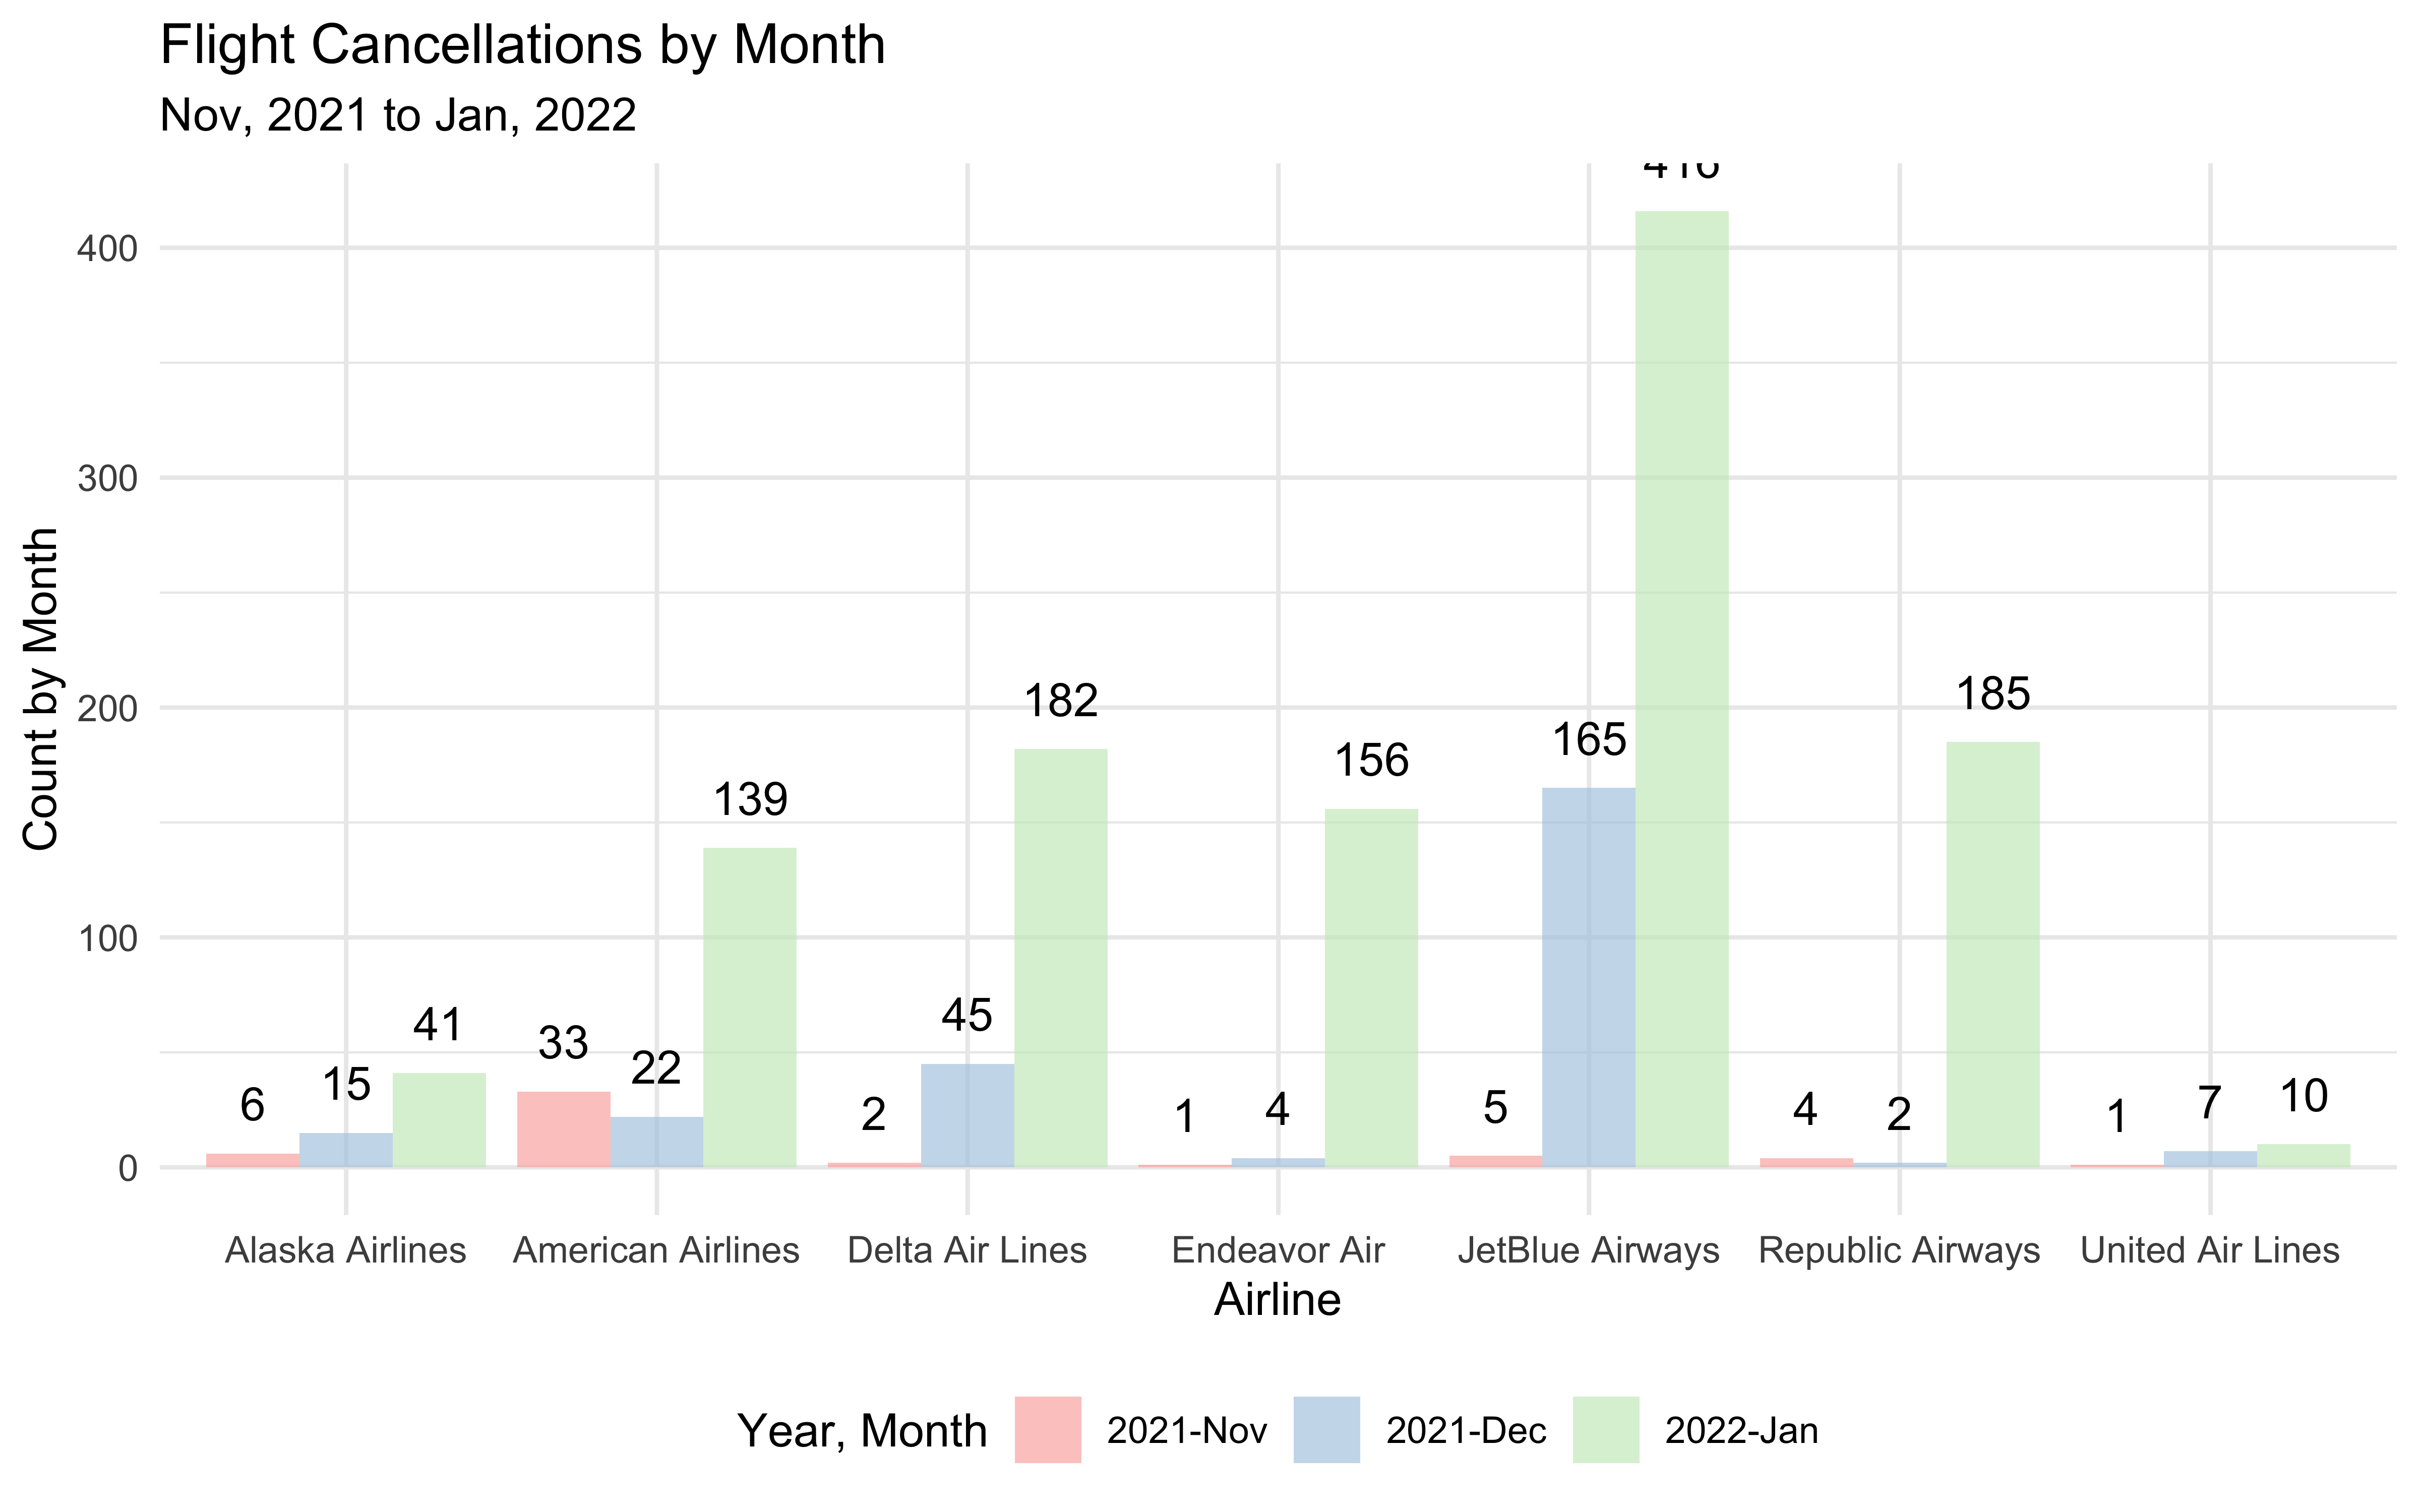 Flight Cancellations by Month
Nov, 2021 to Jan, 2022
Count by Month
400
300
200
100
0
6
15
41
33
22
139
2
45
182
1
4
156
5
165
416
4
2
185
1
7
10
Alaska Airlines
American Airlines
Delta Air Lines
Endeavor Air
JetBlue Airways
Republic Airways
United Air Lines
Airline
Year, Month
2021-Nov
2021-Dec
2022-Jan